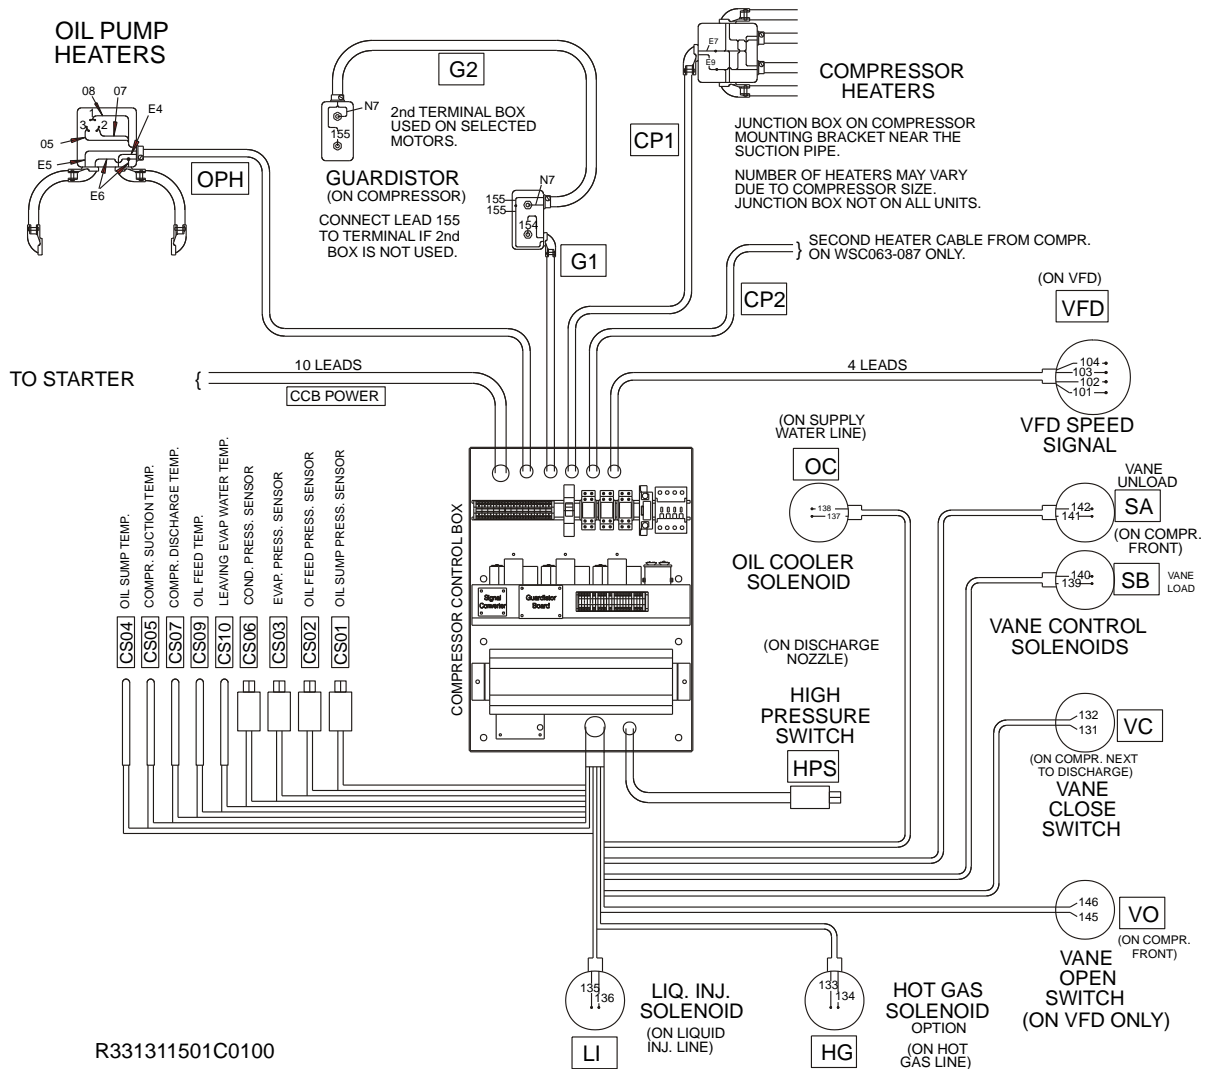 OIL PUMP
HEATERS
08
07
E4
1
3
2
05
E5
E6
OPH
G2
N7
155
2nd TERMINAL BOX
USED ON SELECTED
MOTORS.
GUARDISTOR
(ON COMPRESSOR)
CONNECT LEAD 155
TO TERMINAL IF 2nd
BOX IS NOT USED.
N7
155
155
154
G1
E7
E9
COMPRESSOR
HEATERS
CP1
JUNCTION BOX ON COMPRESSOR
MOUNTING BRACKET NEAR THE
SUCTION PIPE.
NUMBER OF HEATERS MAY VARY
DUE TO COMPRESSOR SIZE.
JUNCTION BOX NOT ON ALL UNITS.
SECOND HEATER CABLE FROM COMPR.
ON WSC063-087 ONLY.
CP2
(ON VFD)
VFD
TO STARTER
{
10 LEADS
CCB POWER
4 LEADS
104
103
102
101
VFD SPEED
SIGNAL
(ON SUPPLY
WATER LINE)
OC
138
137
OIL COOLER
SOLENOID
VANE
UNLOAD
142
141
SA
(ON COMPR.
FRONT)
140
139
SB
VANE
LOAD
VANE CONTROL
SOLENOIDS
OIL SUMP TEMP.
COMPR. SUCTION TEMP.
COMPR. DISCHARGE TEMP.
OIL FEED TEMP.
LEAVING EVAP WATER TEMP.
COND. PRESS. SENSOR
EVAP. PRESS. SENSOR
OIL FEED PRESS. SENSOR
OIL SUMP PRESS. SENSOR
CS04
CS05
CS07
CS09
CS10
CS06
CS03
CS02
CS01
COMPRESSOR CONTROL BOX
Signal
Converter
Guardistor
Board
(ON DISCHARGE
NOZZLE)
HIGH
PRESSURE
SWITCH
HPS
132
131
VC
(ON COMPR. NEXT
TO DISCHARGE)
VANE
CLOSE
SWITCH
146
145
VO
(ON COMPR.
FRONT)
VANE
OPEN
SWITCH
(ON VFD ONLY)
135
136
LIQ. INJ.
SOLENOID
(ON LIQUID
INJ. LINE)
LI
133
134
HOT GAS
SOLENOID
OPTION
(ON HOT
GAS LINE)
HG
R331311501C0100